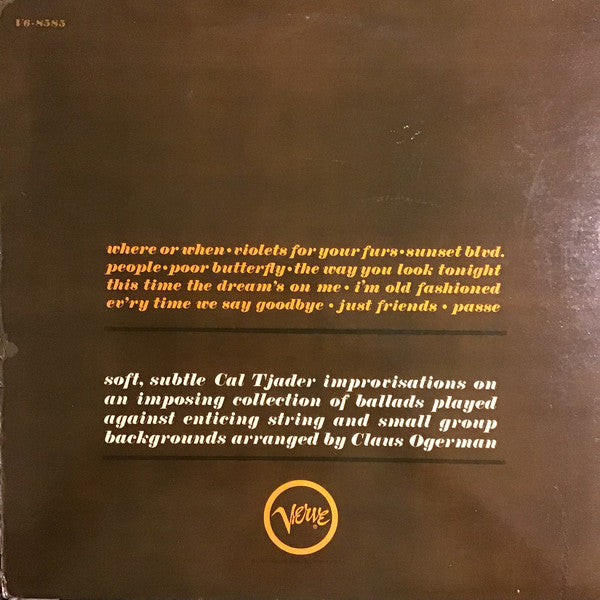 V6-8585
where or when • violets for your furs • sunset blvd.
people • poor butterfly • the way you look tonight
this time the dream's on me • i'm old fashioned
ev'ry time we say goodbye • just friends • passe
soft, subtle Cal Tjader improvisations on
an imposing collection of ballads played
against enticing string and small group
backgrounds arranged by Claus Ogerman
Verve